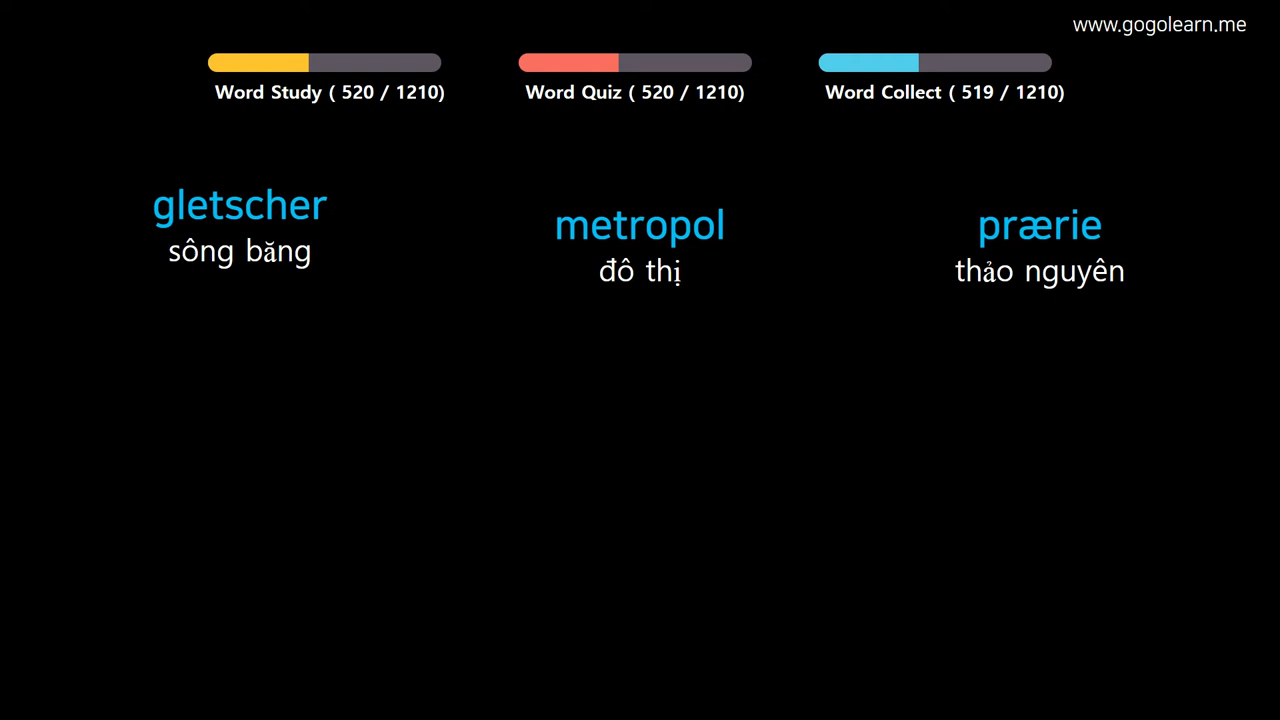 www.gogolearn.me
Word Study ( 520 / 1210)
Word Quiz ( 520 / 1210)
Word Collect ( 519 / 1210)
gletscher
sông băng
metropol
đô thị
prærie
thảo nguyên